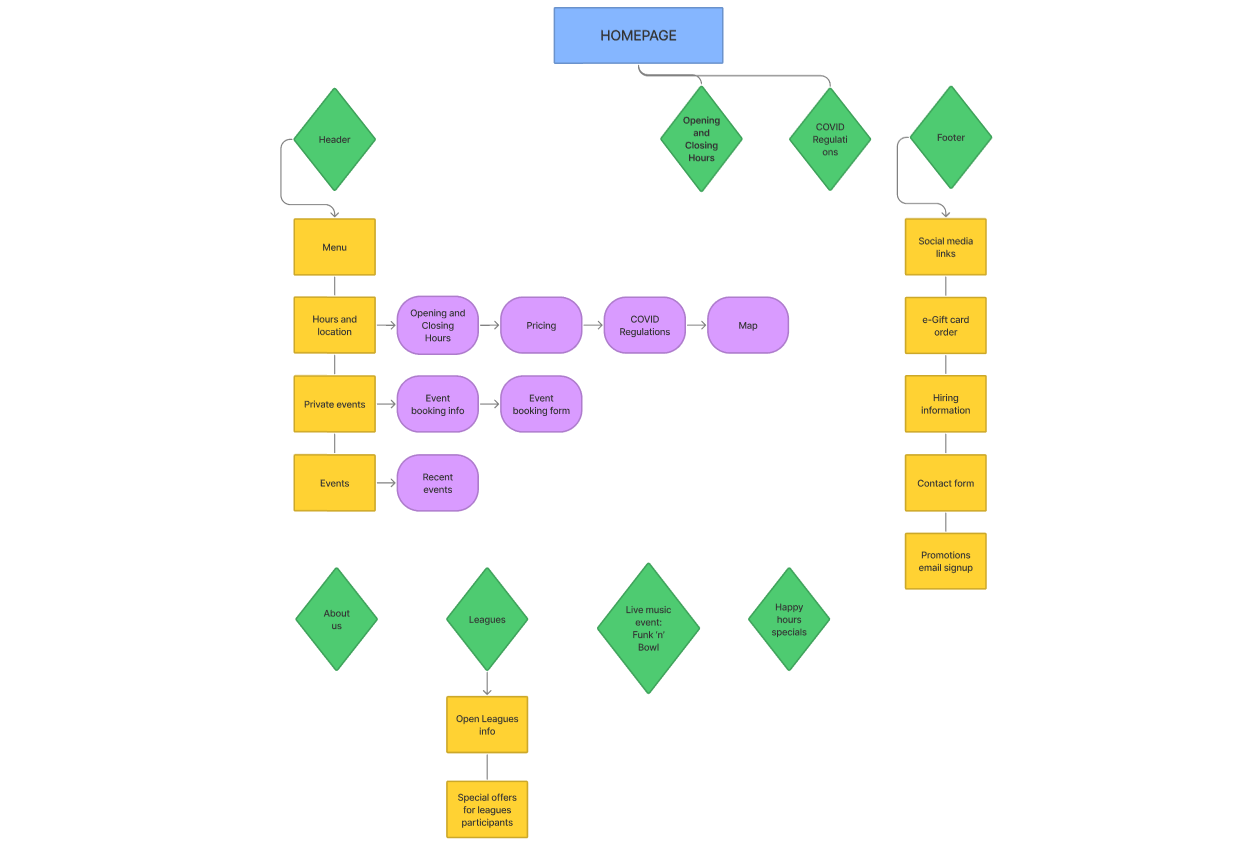 HOMEPAGE
Header
Opening
and
Closing
Hours
COVID
Regulati
ons
Footer
Menu
Social media
links
Hours and
location
Opening and
Closing
Hours
Pricing
COVID
Regulations
Map
e-Gift card
order
Private events
Event
booking info
Event
booking form
Hiring
information
Events
Recent
events
Contact form
Promotions
email signup
About
us
Leagues
Live music
event:
Funk ‘n’
Bowl
Happy
hours
specials
Open Leagues
info
Special offers
for leagues
participants